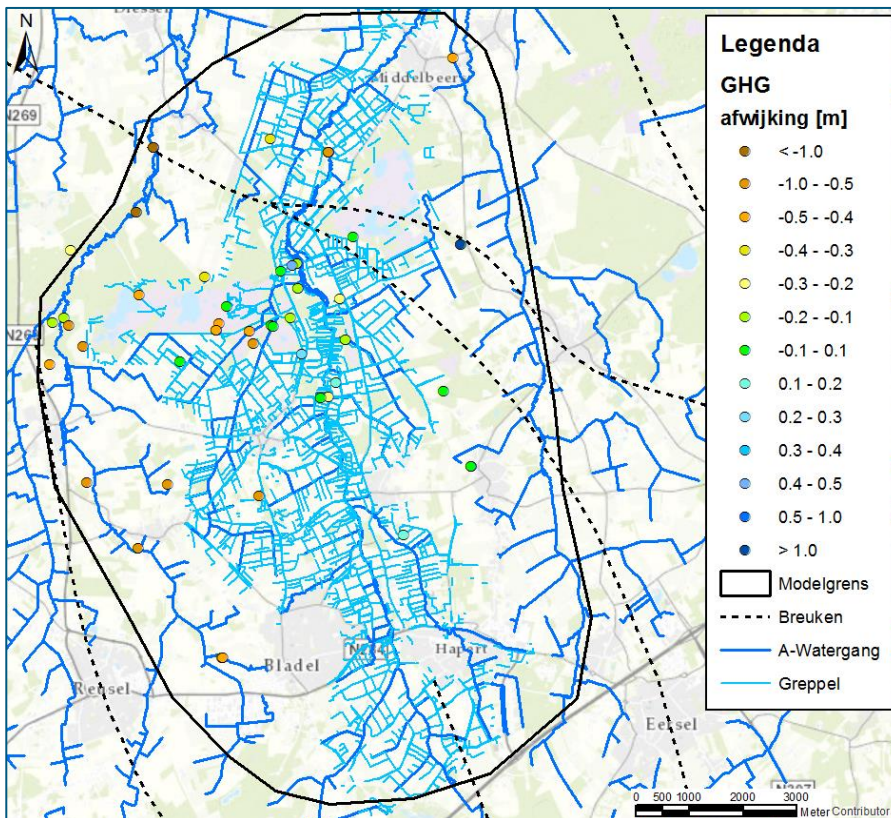 N
N269
Middelbeer
N269
Bladel
N284
Hapert
Reusel
Eersel
Legenda
GHG
afwijking [m]
< -1.0
-1.0 - -0.5
-0.5 - -0.4
-0.4 - -0.3
-0.3 - -0.2
-0.2 - -0.1
-0.1 - 0.1
0.1 - 0.2
0.2 - 0.3
0.3 - 0.4
0.4 - 0.5
0.5 - 1.0
> 1.0
Modelgrens
Breuken
A-Watergang
Greppel
0 500 1000 2000 3000
Meter Contributor